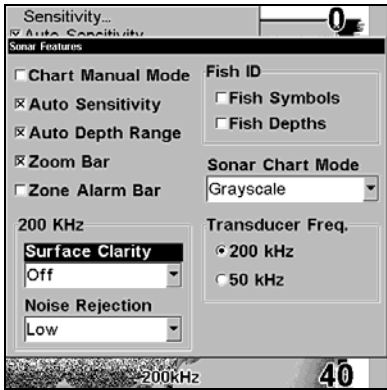 Sensitivity...
0
Auto Sensitivity
Sonar Features
Chart Manual Mode
Auto Sensitivity
Auto Depth Range
Zoom Bar
Zone Alarm Bar
Fish ID
Fish Symbols
Fish Depths
Sonar Chart Mode
Grayscale
200 KHz
Surface Clarity
Off
Noise Rejection
Low
Transducer Freq.
200 kHz
50 kHz
200kHz
40